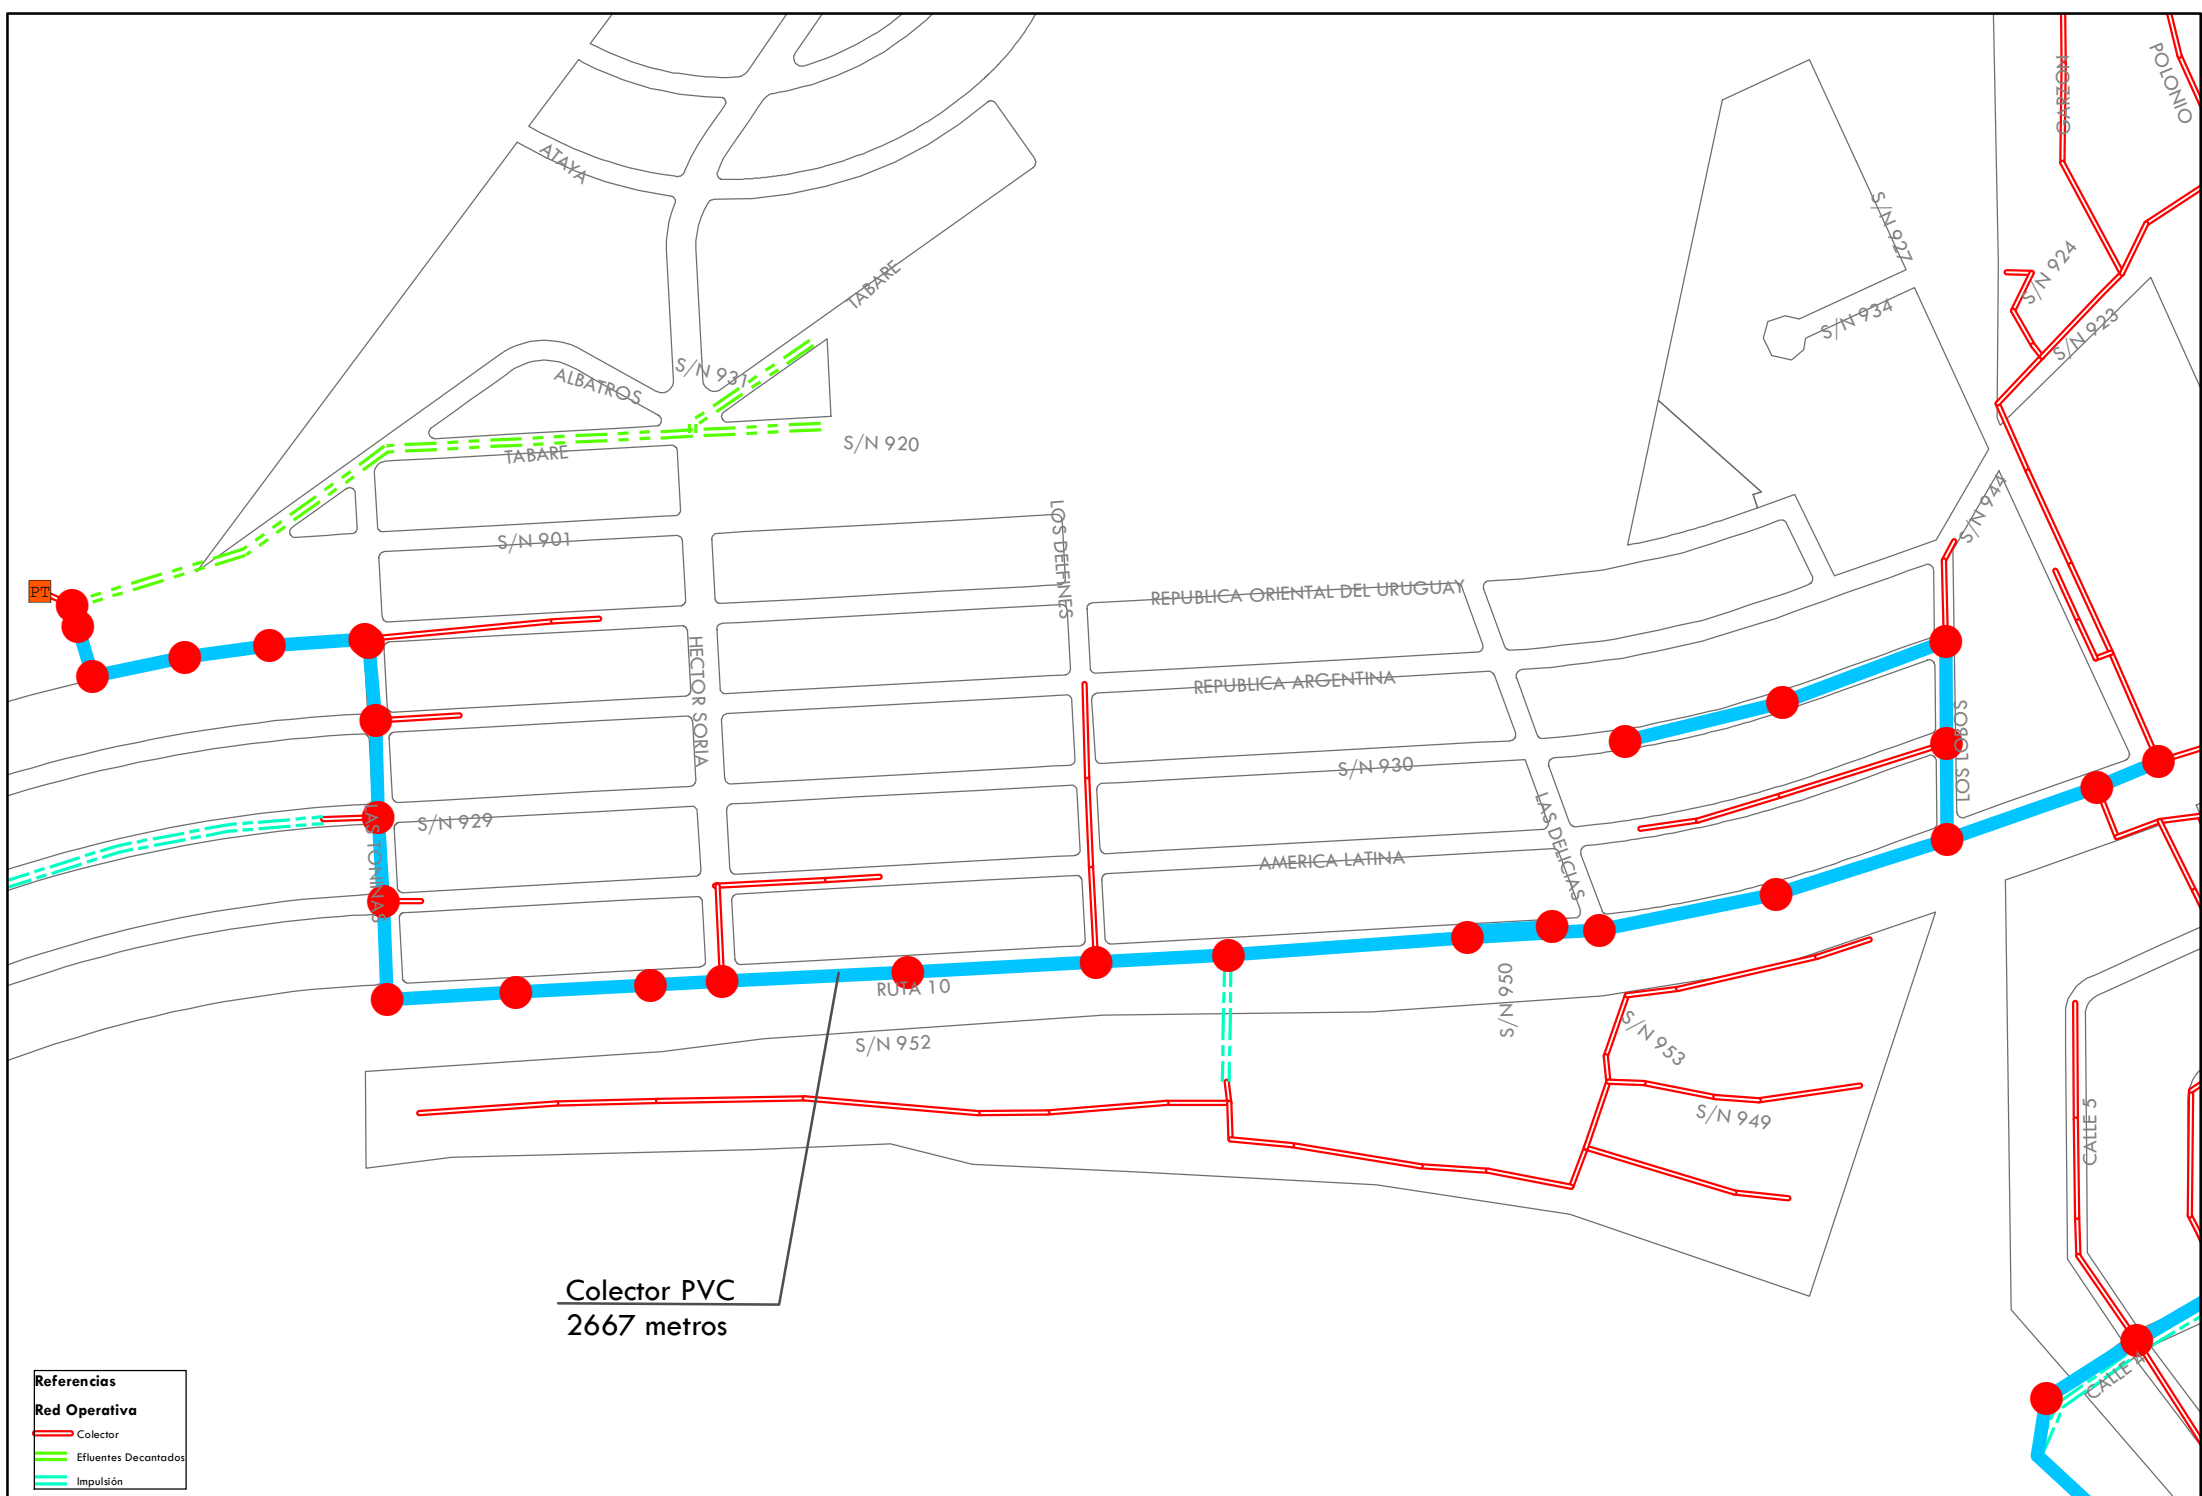 GARZON
POLONIO
ATAYA
S/N 927
S/N 924
TABARE
S/N 934
S/N 923
S/N 931
ALBATROS
S/N 920
TABARE
S/N 944
LOS DELFINES
S/N 901
PT
REPUBLICA ORIENTAL DEL URUGUAY
HECTOR SORIA
REPUBLICA ARGENTINA
LOS LOBOS
S/N 930
S/N 929
LAS TONINAS
LAS DELICIAS
AMERICA LATINA
RUTA 10
S/N 950
S/N 952
S/N 953
S/N 949
CALLE 5
Colector PVC
2667 metros
CALLE 4
Referencias
Red Operativa
Colector
Efluentes Decantados
Impulsión